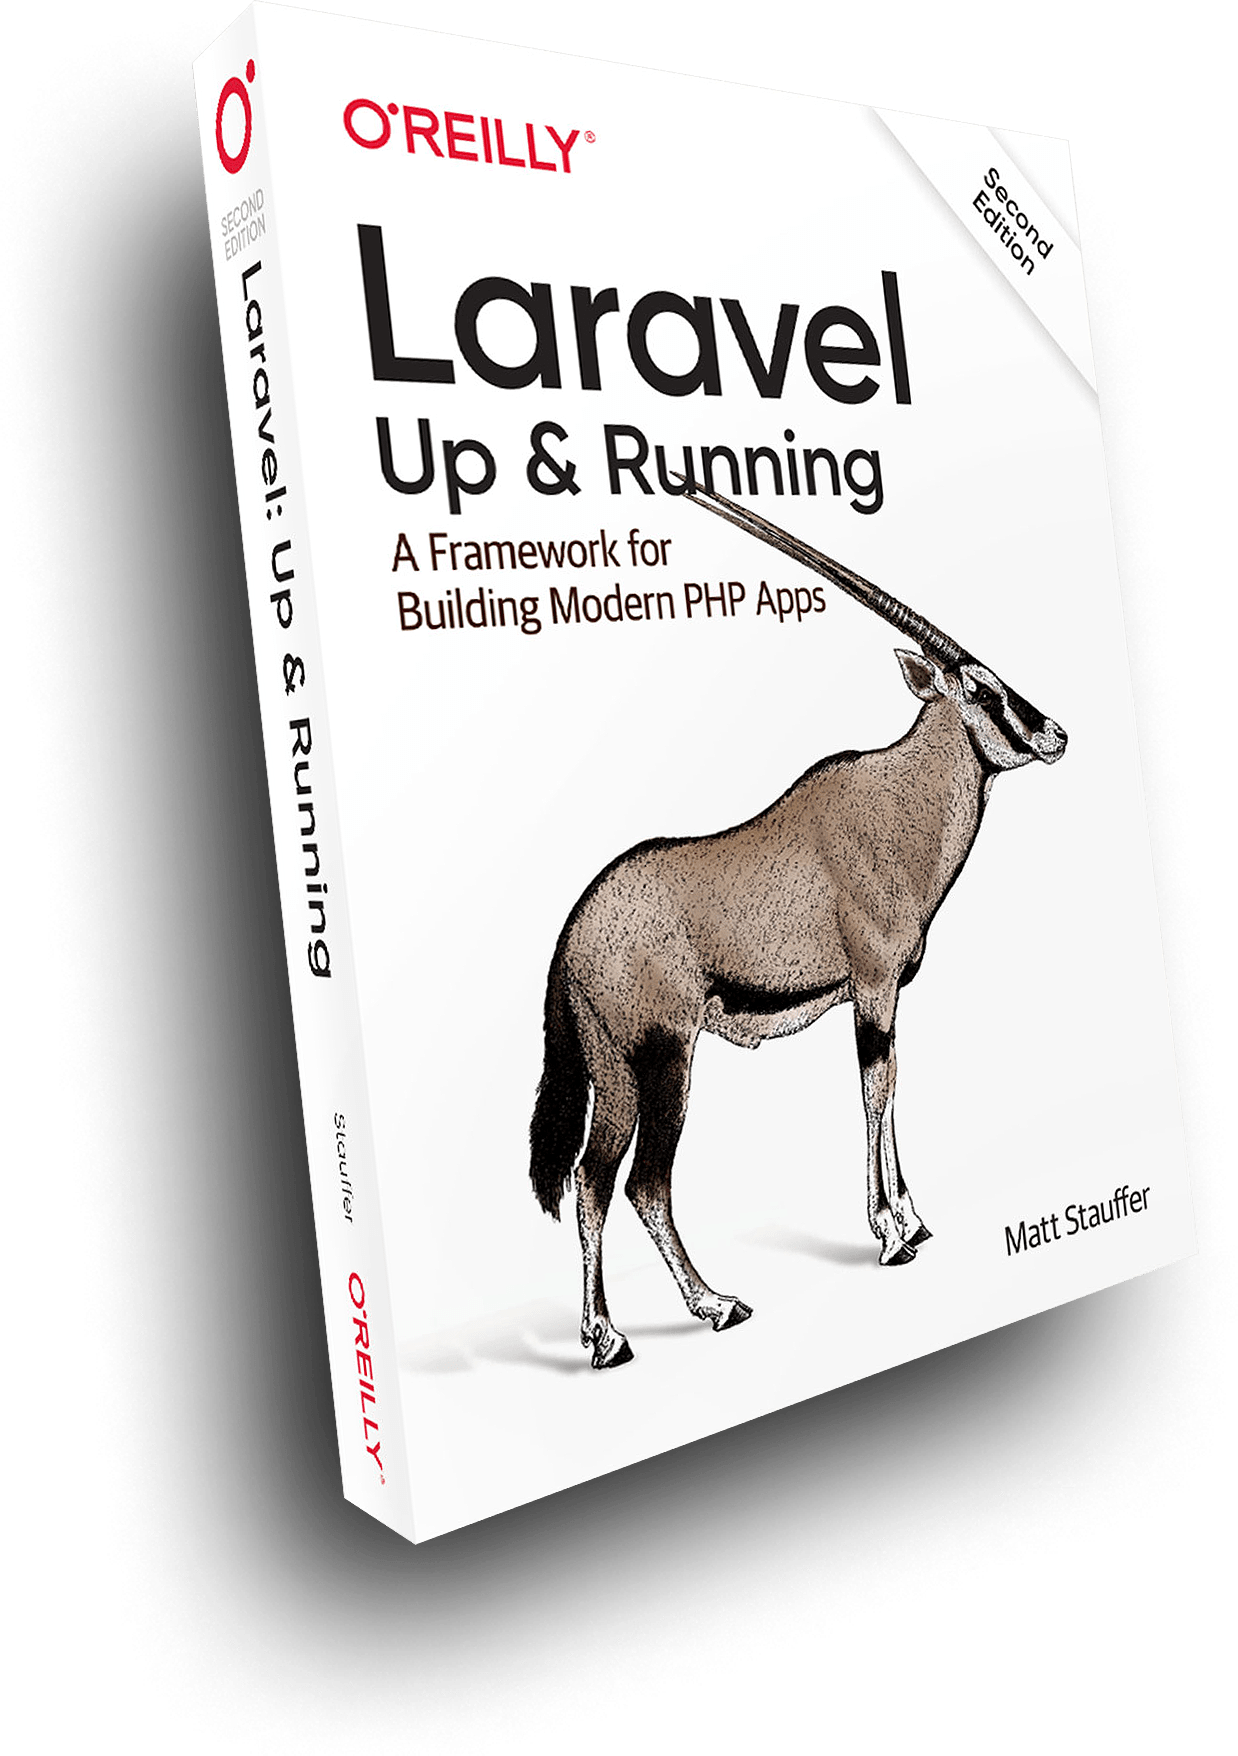 O'REILLY®
Second
Edition
Laravel
Up & Running
A Framework for
Building Modern PHP Apps
Matt Stauffer
SECOND
EDITION
Laravel: Up & Running
Stauffer
O'REILLY®